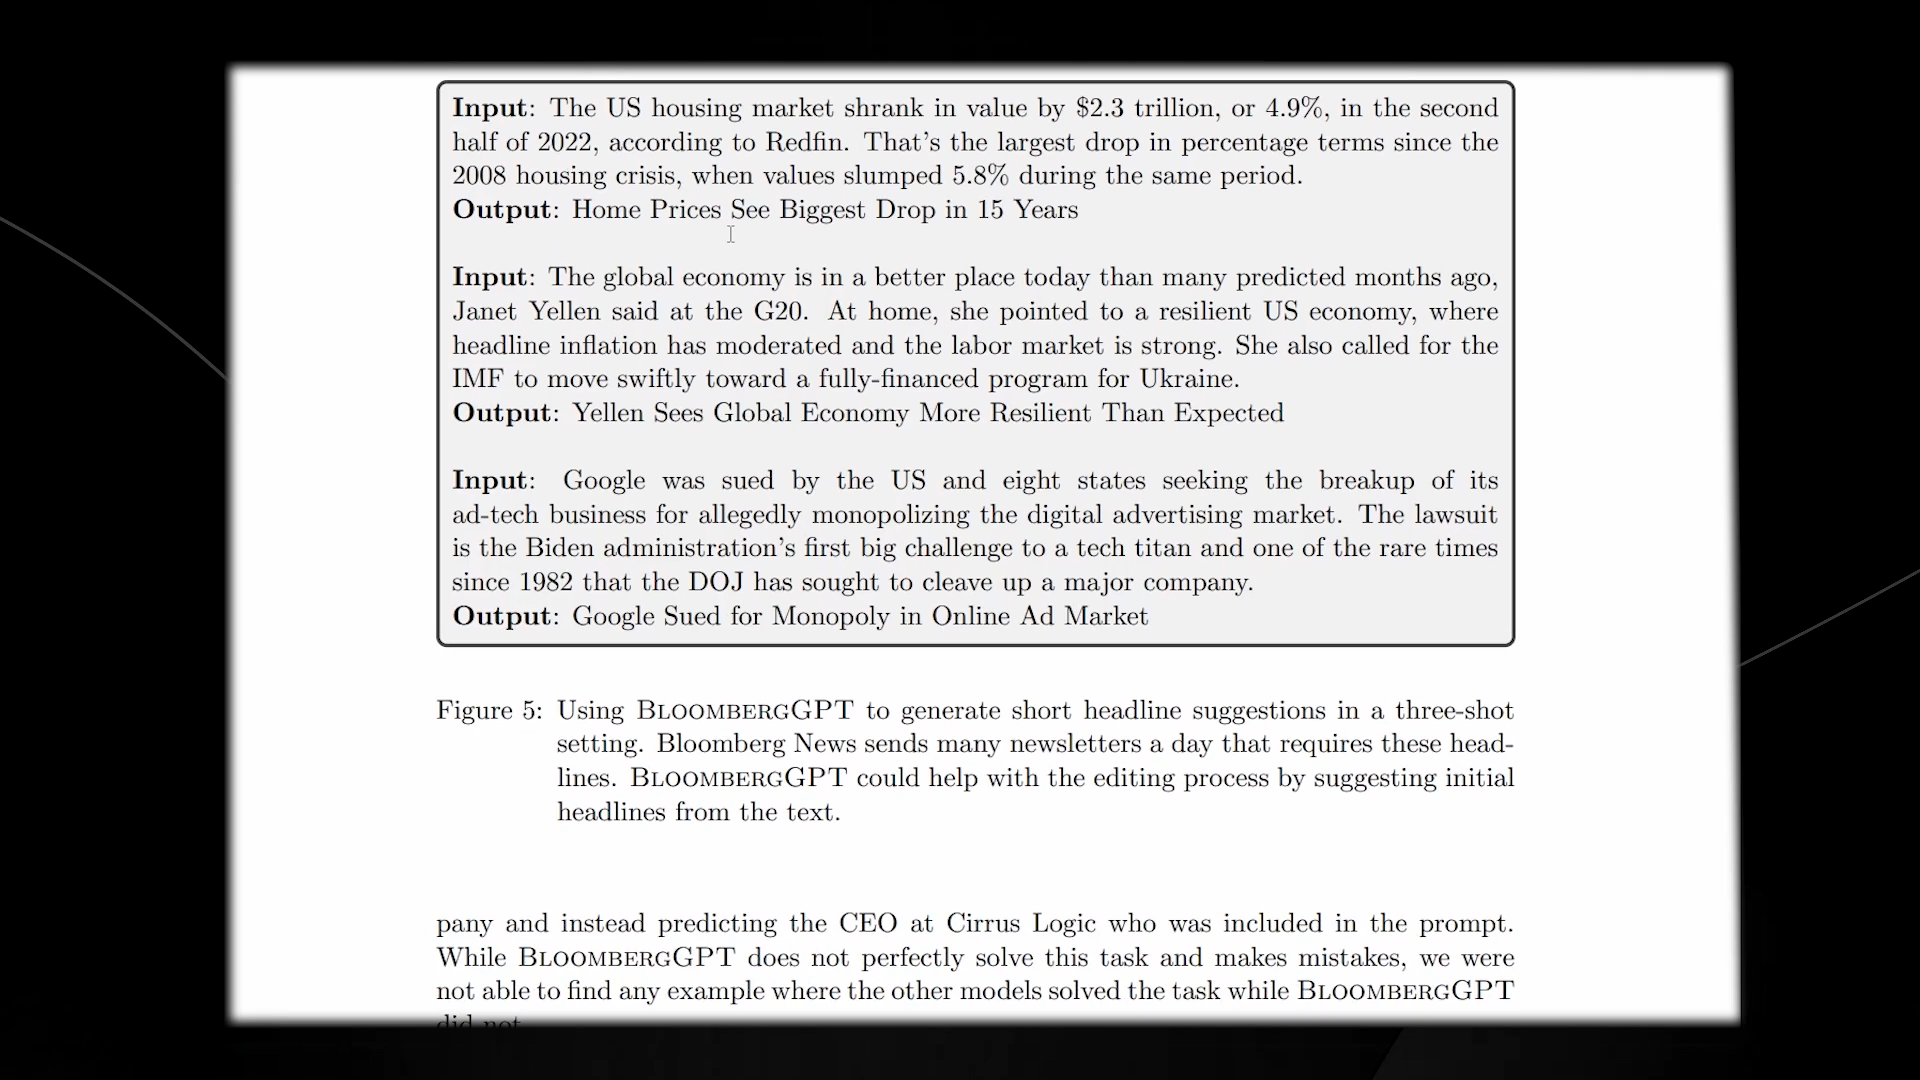 Input: The US housing market shrank in value by $2.3 trillion, or 4.9%, in the second
half of 2022, according to Redfin. That's the largest drop in percentage terms since the
2008 housing crisis, when values slumped 5.8% during the same period.
Output: Home Prices See Biggest Drop in 15 Years
Input: The global economy is in a better place today than many predicted months ago,
Janet Yellen said at the G20. At home, she pointed to a resilient US economy, where
headline inflation has moderated and the labor market is strong. She also called for the
IMF to move swiftly toward a fully-financed program for Ukraine.
Output: Yellen Sees Global Economy More Resilient Than Expected
Input: Google was sued by the US and eight states seeking the breakup of its
ad-tech business for allegedly monopolizing the digital advertising market. The lawsuit
is the Biden administration's first big challenge to a tech titan and one of the rare times
since 1982 that the DOJ has sought to cleave up a major company.
Output: Google Sued for Monopoly in Online Ad Market
Figure 5: Using BLOOMBERGGPT to generate short headline suggestions in a three-shot
setting. Bloomberg News sends many newsletters a day that requires these head-
lines. BLOOMBERGGPT could help with the editing process by suggesting initial
headlines from the text.
pany and instead predicting the CEO at Cirrus Logic who was included in the prompt.
While BLOOMBERGGPT does not perfectly solve this task and makes mistakes, we were
not able to find any example where the other models solved the task while BLOOMBERGGPT
did not